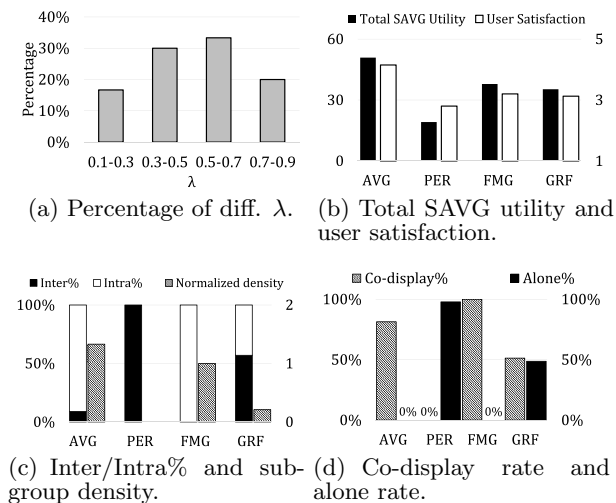 40%
30%
20%
10%
0%
Percentage
0.1-0.3 0.3-0.5 0.5-0.7 0.7-0.9
λ
(a) Percentage of diff. λ.
Total SAVG Utility User Satisfaction
60
30
0
5
3
1
AVG PER FMG GRF
(b) Total SAVG utility and
user satisfaction.
Inter% Intra% Normalized density
100%
50%
0%
2
1
0
AVG PER FMG GRF
(c) Inter/Intra% and sub-
group density.
Co-display% Alone%
100%
50%
0%
100%
50%
0%
0% 0% 0%
AVG PER FMG GRF
(d) Co-display rate and
alone rate.